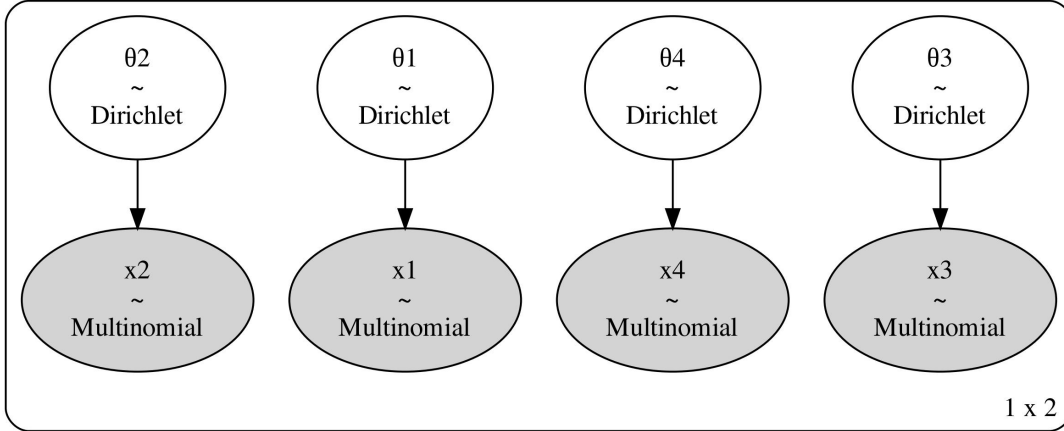 θ2
~
Dirichlet
θ1
~
Dirichlet
θ4
~
Dirichlet
θ3
~
Dirichlet
x2
~
Multinomial
x1
~
Multinomial
x4
~
Multinomial
x3
~
Multinomial
1 x 2